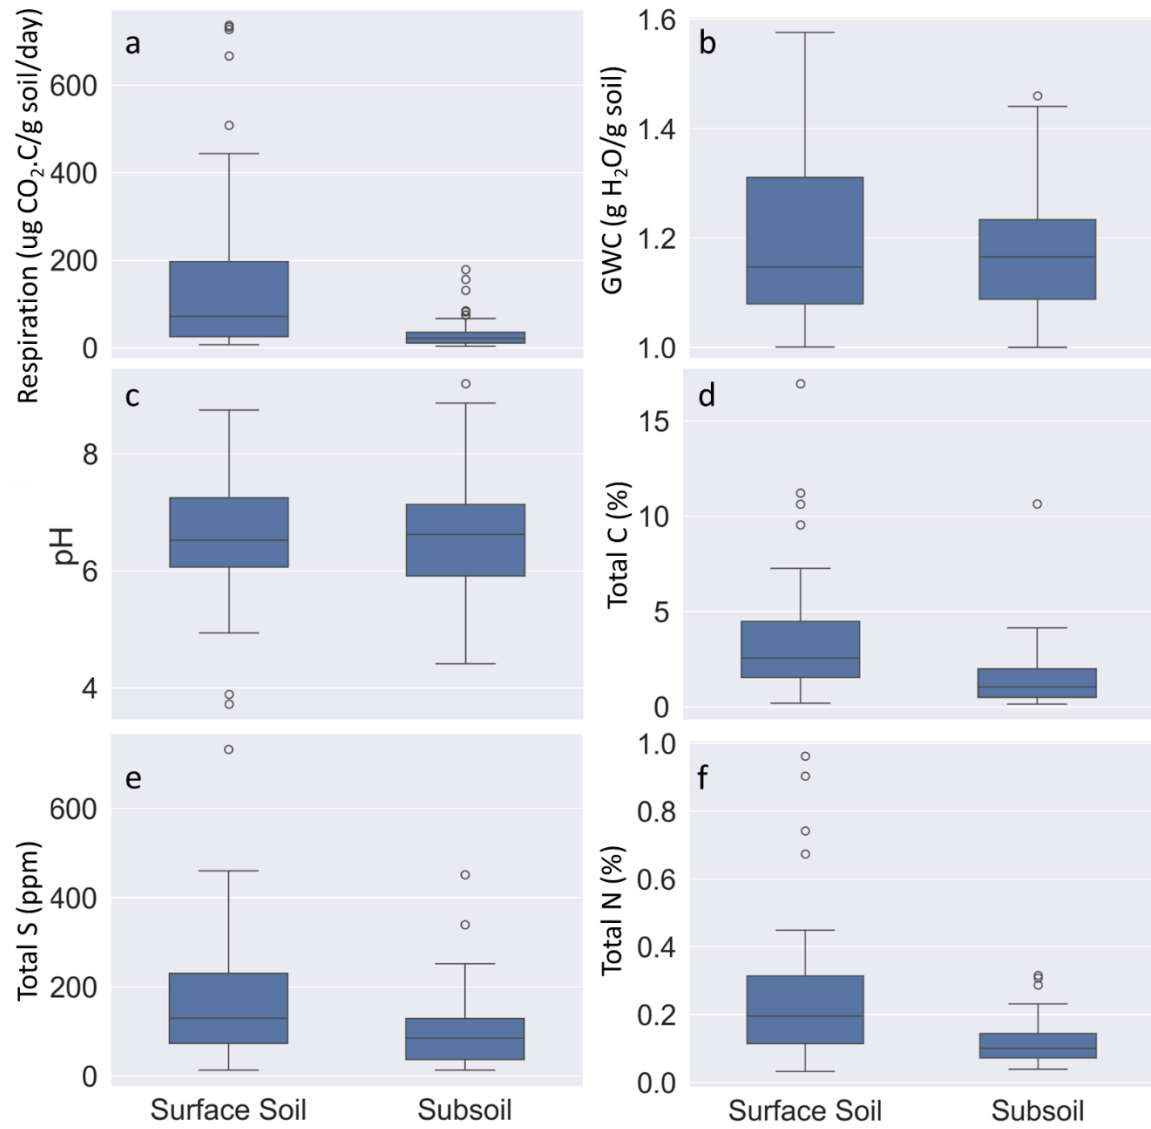 a
Respiration (ug CO₂.C/g soil/day)
600
400
200
0
b
GWC (g H₂O/g soil)
1.6
1.4
1.2
1.0
c
pH
8
6
4
d
Total C (%)
15
10
5
0
e
Total S (ppm)
600
400
200
0
Surface Soil
Subsoil
f
Total N (%)
1.0
0.8
0.6
0.4
0.2
0.0
Surface Soil
Subsoil